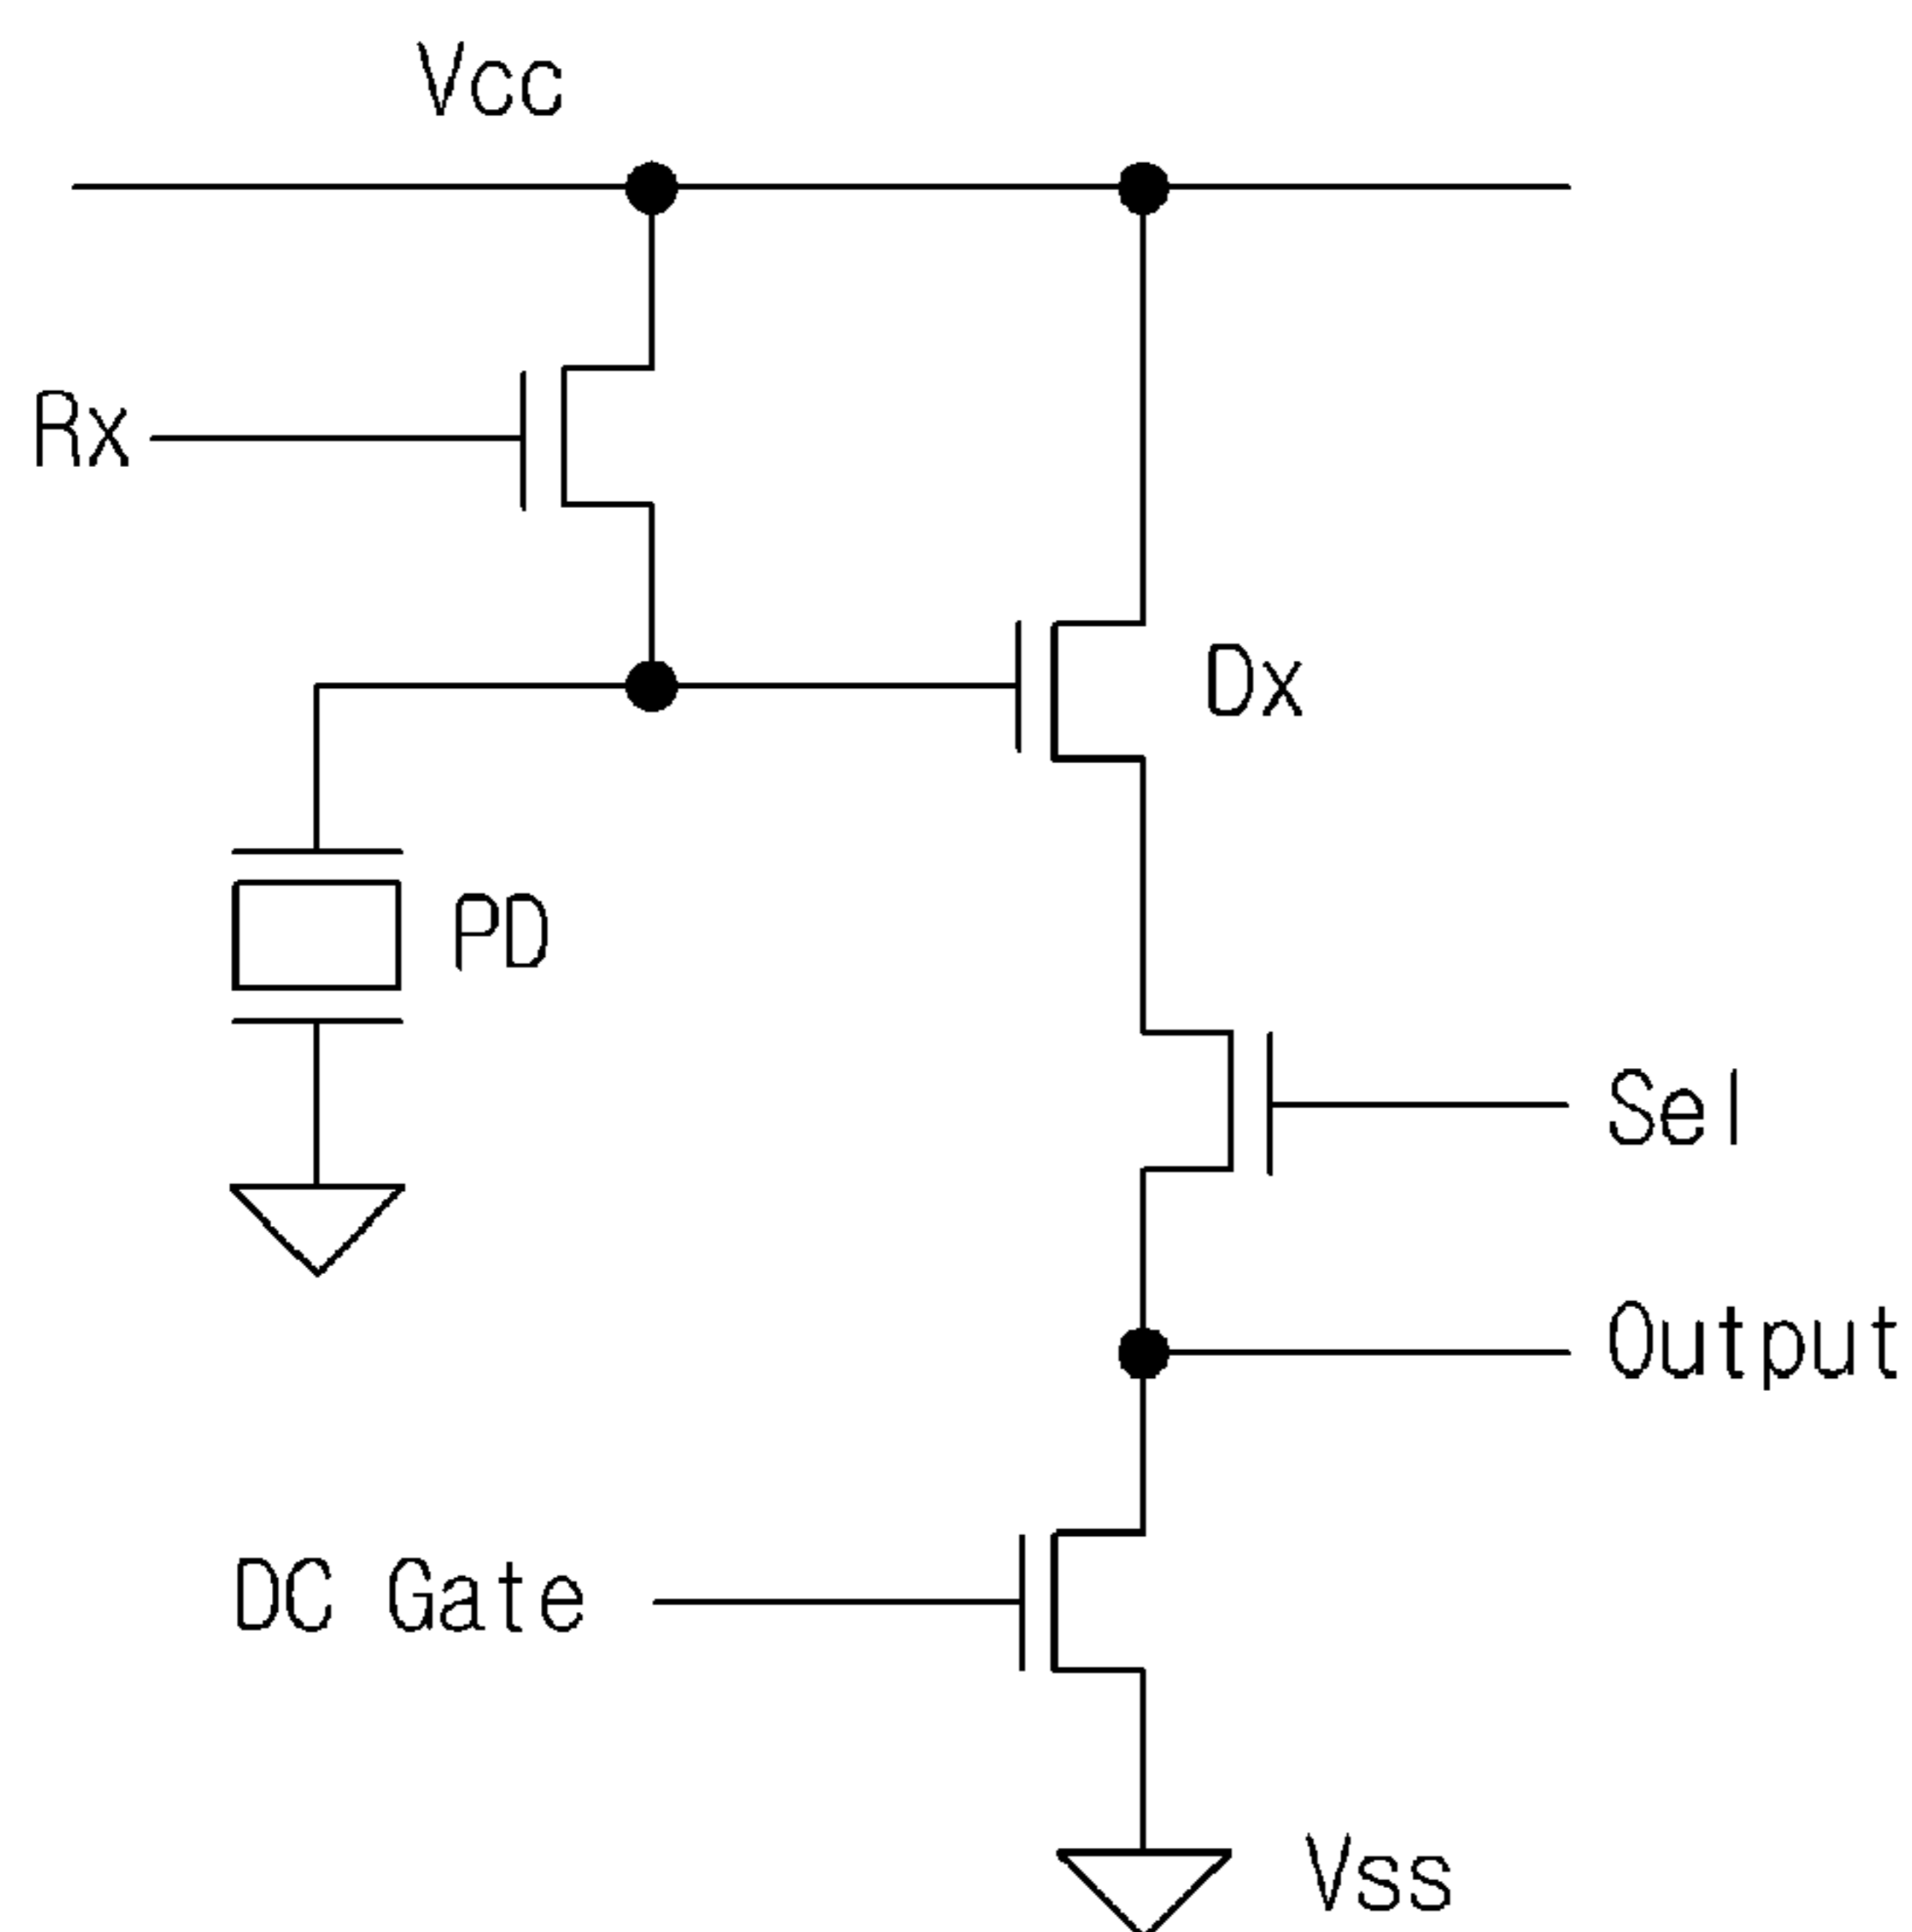 Vcc
Rx
Dx
PD
Sel
Output
DC Gate
Vss